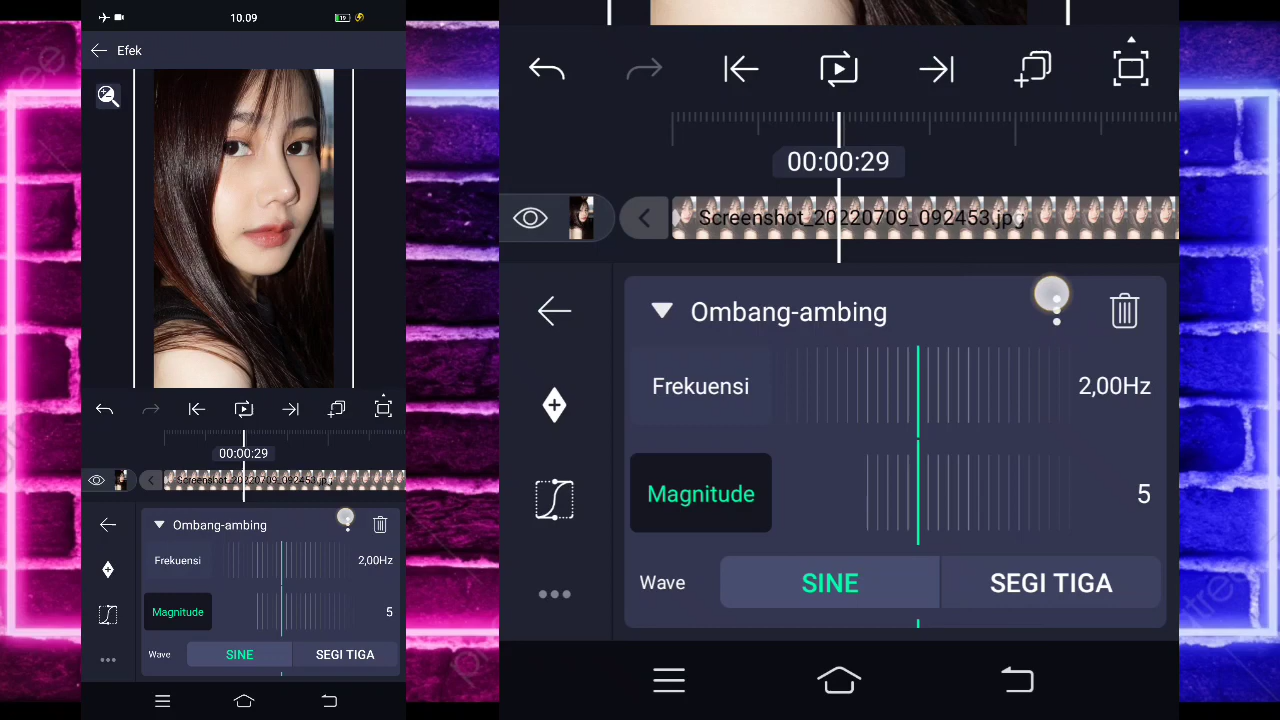 10.09
19
Efek
00:00:29
Screenshot_20220709_092453.jpg
Ombang-ambing
Frekuensi
2,00Hz
Magnitude
5
Wave
SINE
SEGI TIGA
00:00:29
Screenshot_20220709_092453.jpg
Ombang-ambing
Frekuensi
2,00Hz
Magnitude
5
Wave
SINE
SEGI TIGA